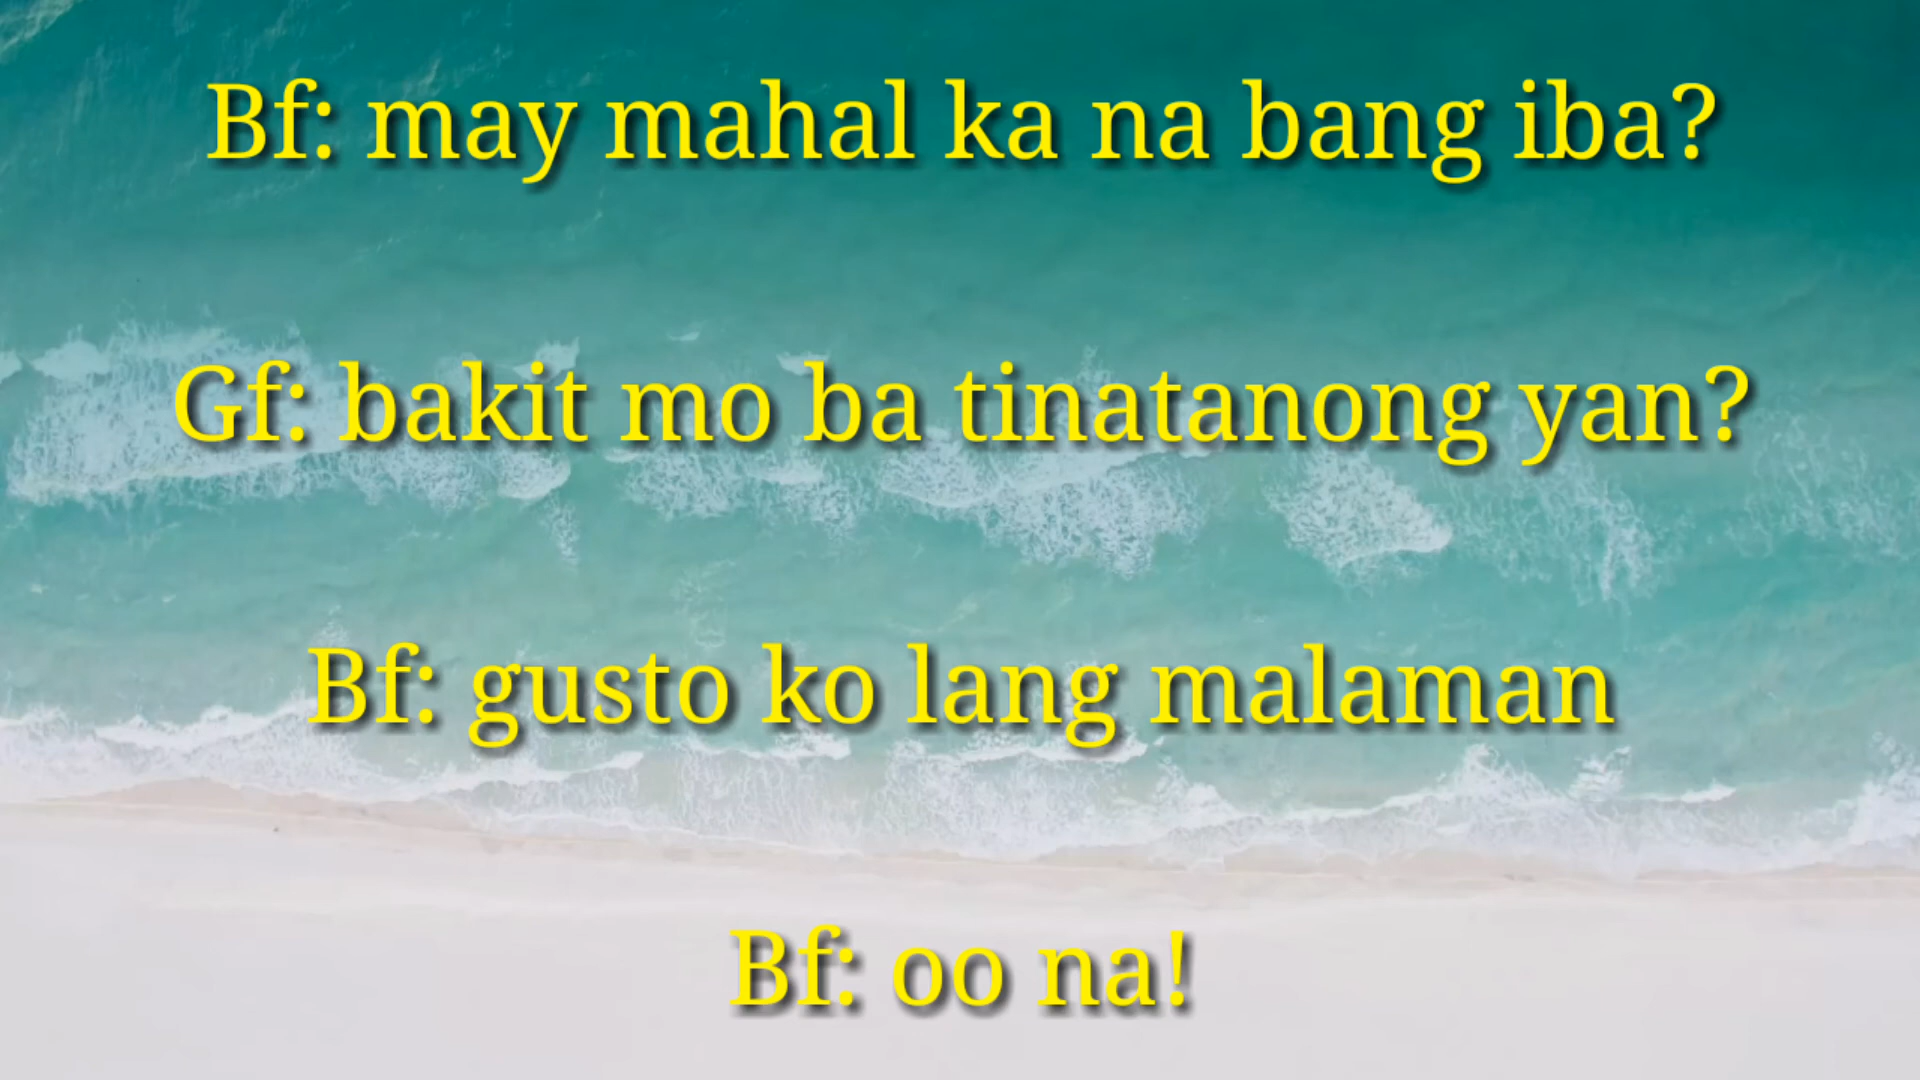 Bf: may mahal ka na bang iba?
Gf: bakit mo ba tinatanong yan?
Bf: gusto ko lang malaman
Bf: oo na!